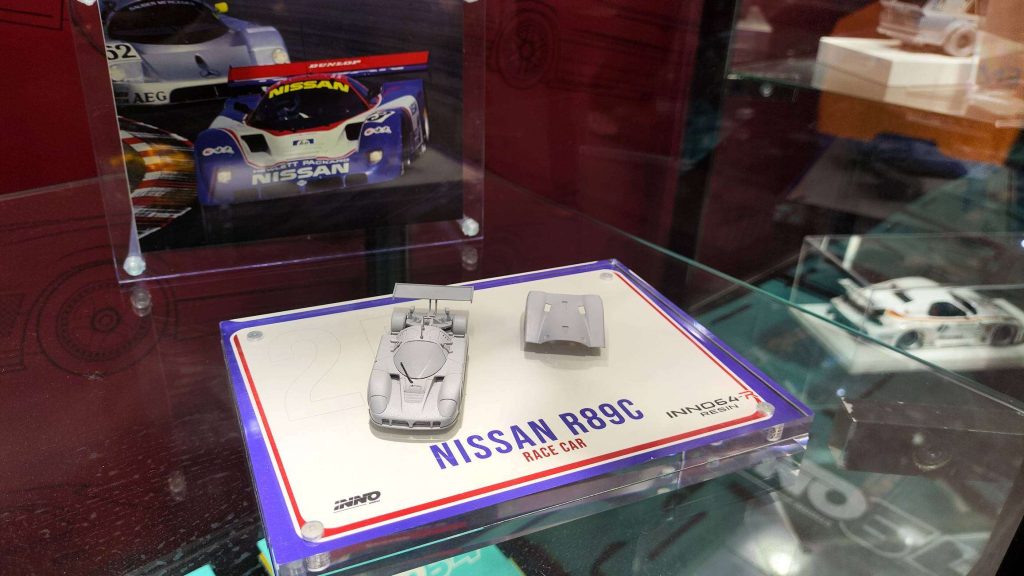 52
AEG
DUNLOP
NISSAN
NISSAN
NISSAN R89C
RACE CAR
INNO64-R
RESIN
INNO